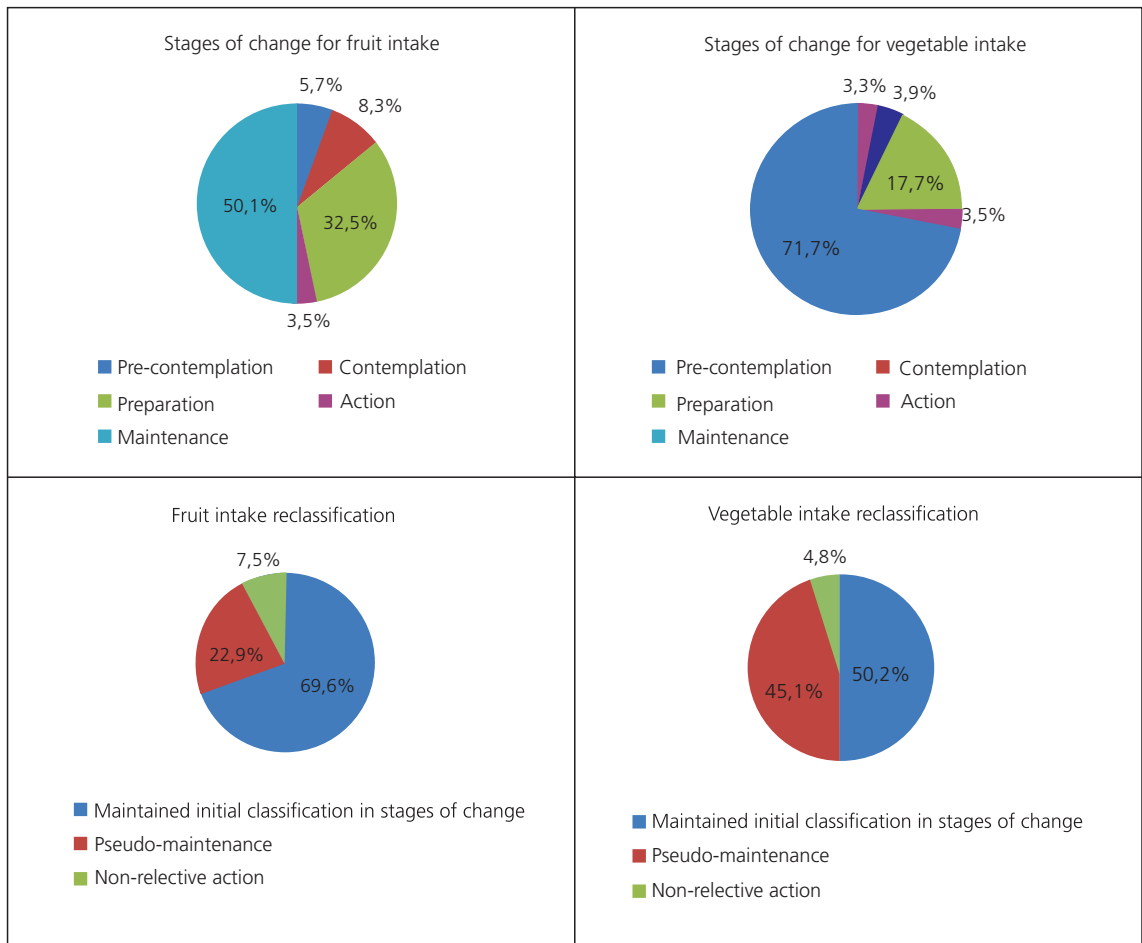 Stages of change for fruit intake
5,7%
8,3%
50,1%
32,5%
3,5%
Pre-contemplation
Contemplation
Preparation
Action
Maintenance
Stages of change for vegetable intake
3,3%
3,9%
17,7%
3,5%
71,7%
Pre-contemplation
Contemplation
Preparation
Action
Maintenance
Fruit intake reclassification
7,5%
22,9%
69,6%
Maintained initial classification in stages of change
Pseudo-maintenance
Non-relective action
Vegetable intake reclassification
4,8%
45,1%
50,2%
Maintained initial classification in stages of change
Pseudo-maintenance
Non-relective action